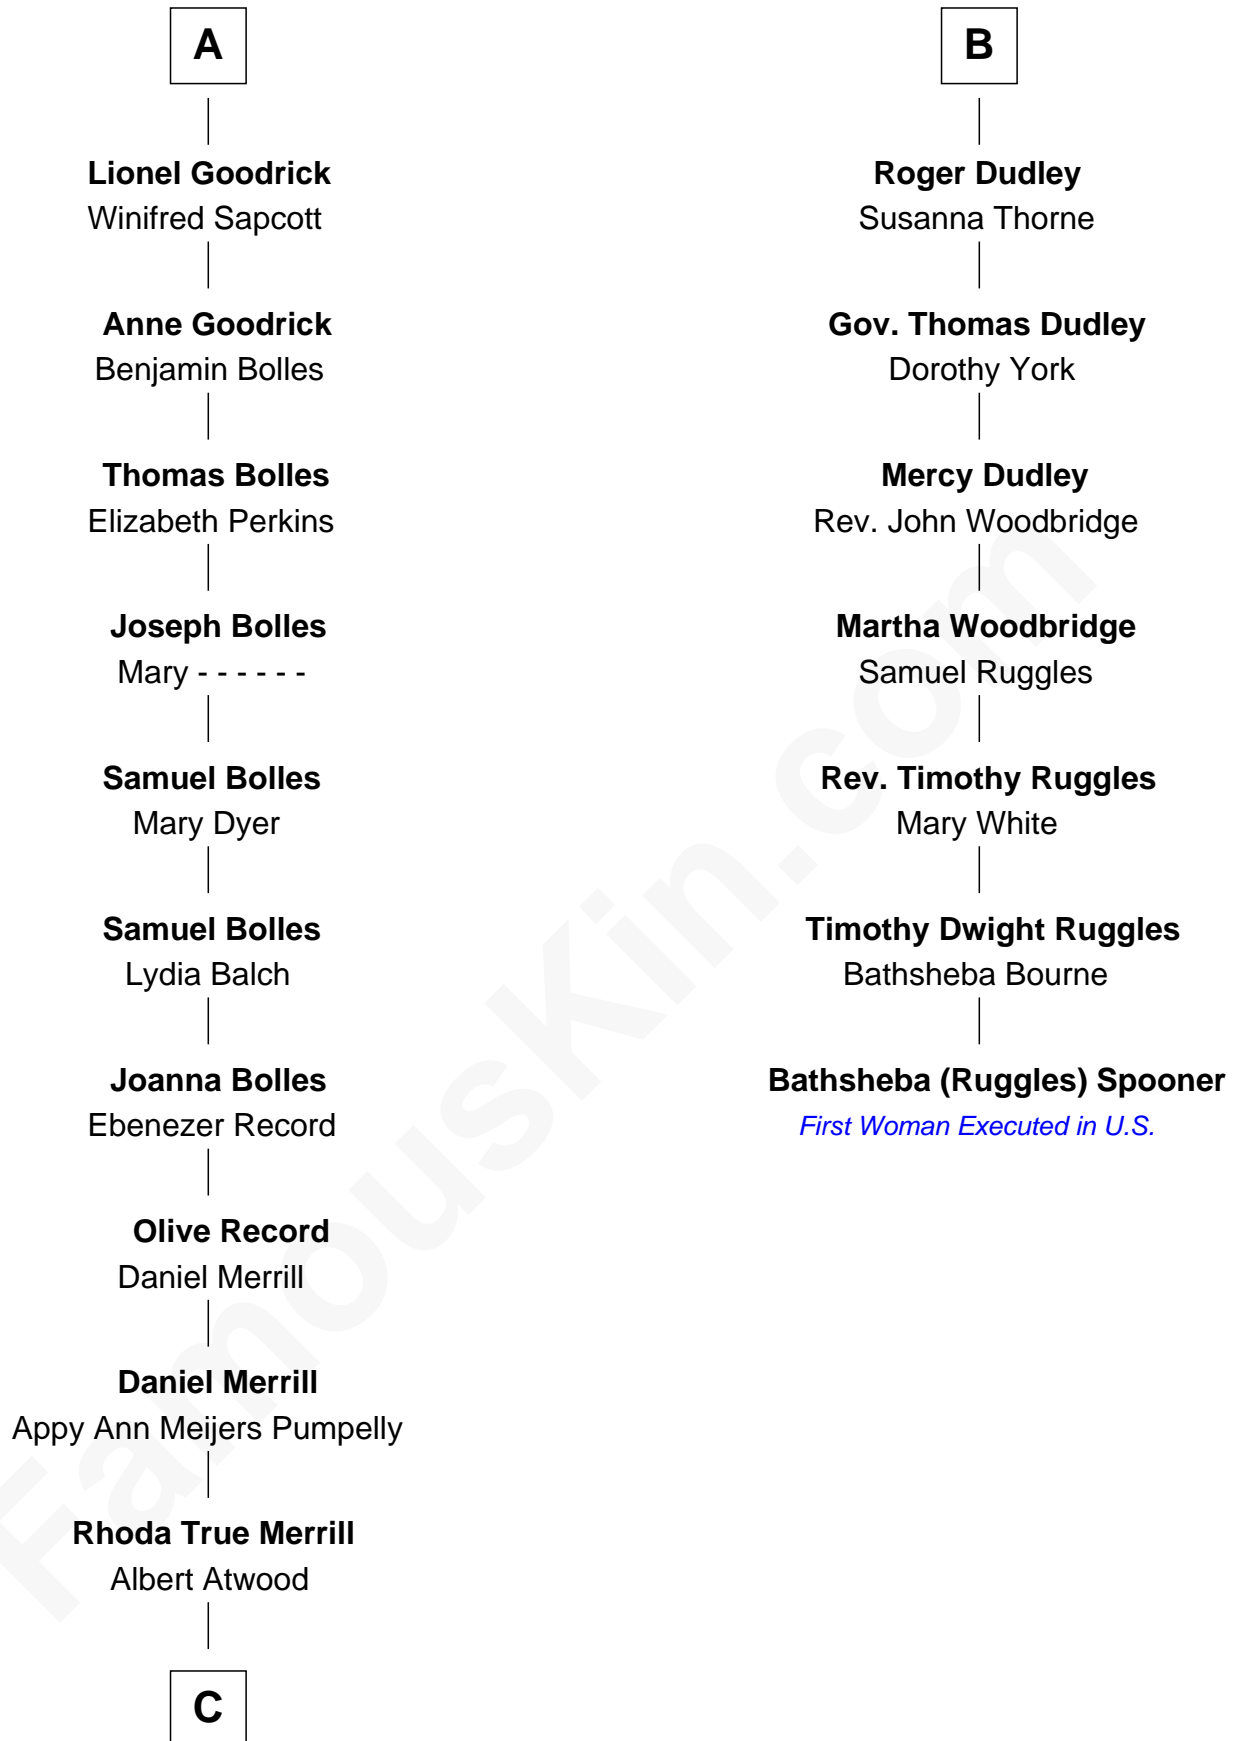 A
Lionel Goodrick
Winifred Sapcott
Anne Goodrick
Benjamin Bolles
Thomas Bolles
Elizabeth Perkins
Joseph Bolles
Mary - - - - - -
Samuel Bolles
Mary Dyer
Samuel Bolles
Lydia Balch
Joanna Bolles
Ebenezer Record
Olive Record
Daniel Merrill
Daniel Merrill
Appy Ann Meijers Pumpelly
Rhoda True Merrill
Albert Atwood
C
B
Roger Dudley
Susanna Thorne
Gov. Thomas Dudley
Dorothy York
Mercy Dudley
Rev. John Woodbridge
Martha Woodbridge
Samuel Ruggles
Rev. Timothy Ruggles
Mary White
Timothy Dwight Ruggles
Bathsheba Bourne
Bathsheba (Ruggles) Spooner
First Woman Executed in U.S.
FamousKin.com